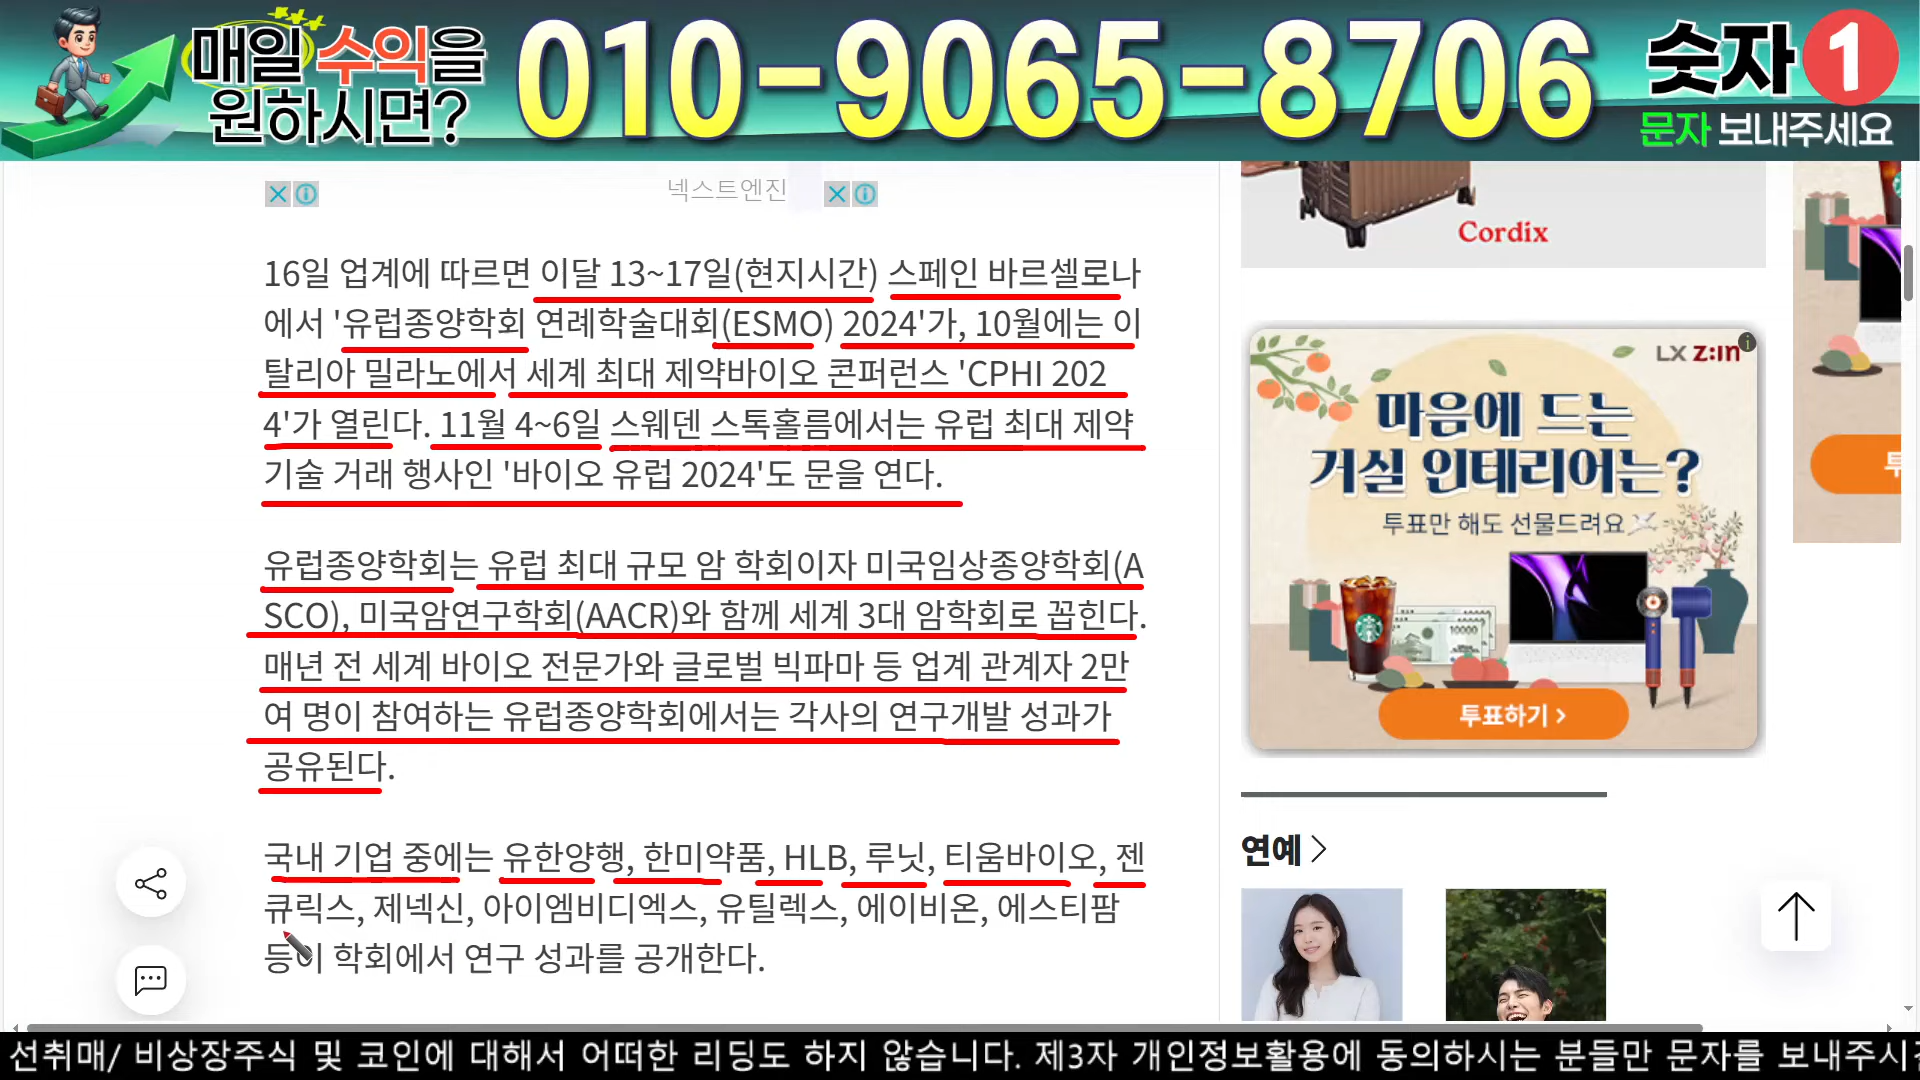 매일 수익을
원하시면?
010-9065-8706
숫자 1
문자 보내주세요
넥스트엔진
16일 업계에 따르면 이달 13~17일(현지시간) 스페인 바르셀로나
에서 '유럽종양학회 연례학술대회(ESMO) 2024'가, 10월에는 이
탈리아 밀라노에서 세계 최대 제약바이오 콘퍼런스 'CPHI 202
4'가 열린다. 11월 4~6일 스웨덴 스톡홀름에서는 유럽 최대 제약
기술 거래 행사인 '바이오 유럽 2024'도 문을 연다.
유럽종양학회는 유럽 최대 규모 암 학회이자 미국임상종양학회(A
SCO), 미국암연구학회(AACR)와 함께 세계 3대 암학회로 꼽힌다.
매년 전 세계 바이오 전문가와 글로벌 빅파마 등 업계 관계자 2만
여 명이 참여하는 유럽종양학회에서는 각사의 연구개발 성과가
공유된다.
국내 기업 중에는 유한양행, 한미약품, HLB, 루닛, 티움바이오, 젠
큐릭스, 제넥신, 아이엠비디엑스, 유틸렉스, 에이비온, 에스티팜
등이 학회에서 연구 성과를 공개한다.
Cordix
LX Z:IN
마음에 드는
거실 인테리어는?
투표만 해도 선물드려요
10000
투표하기 >
투
연예 >
선취매/ 비상장주식 및 코인에 대해서 어떠한 리딩도 하지 않습니다. 제3자 개인정보활용에 동의하시는 분들만 문자를 보내주시